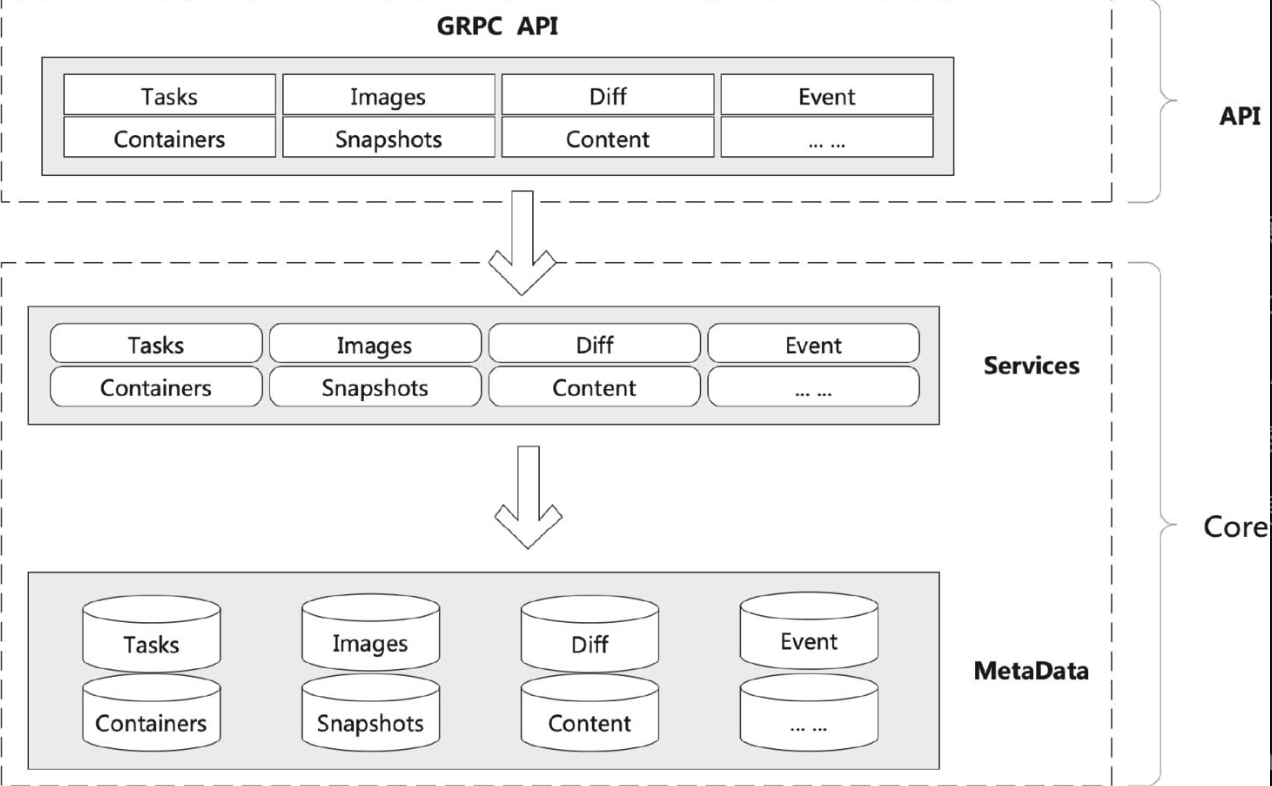 GRPC API
Tasks Images Diff Event
Containers Snapshots Content ... ...
API
Tasks Images Diff Event
Containers Snapshots Content ... ...
Services
Core
Tasks Images Diff Event
Containers Snapshots Content ... ...
MetaData